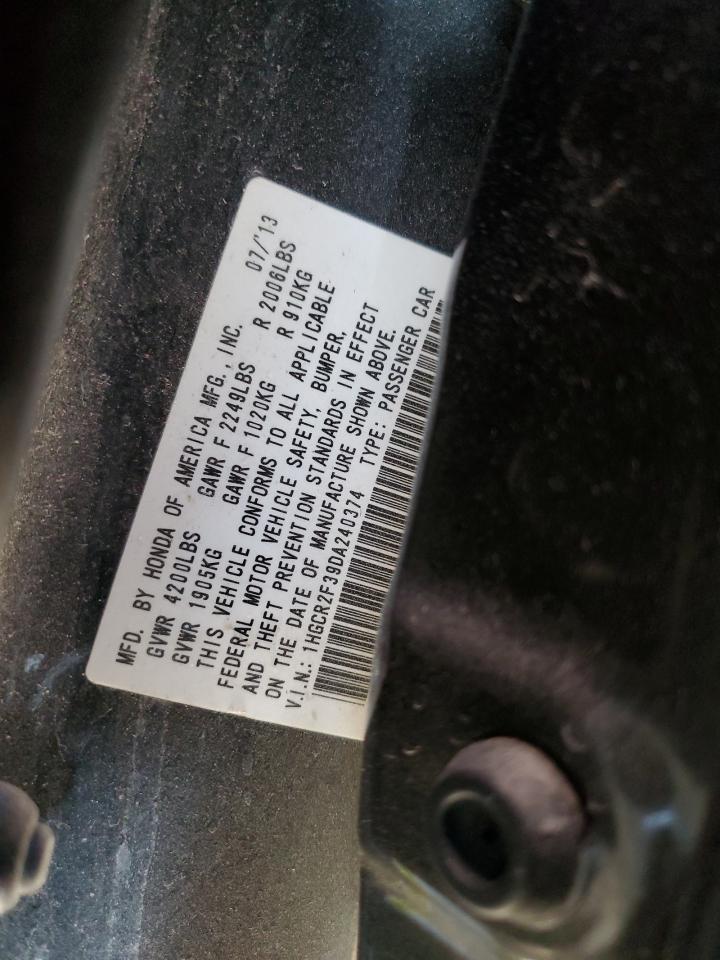 MFD. BY HONDA OF AMERICA MFG., INC. 07/'13
GVWR 4200LBS GAWR F 2249LBS R 2006LBS
GVWR 1905KG GAWR F 1020KG R 910KG
THIS VEHICLE CONFORMS TO ALL APPLICABLE
FEDERAL MOTOR VEHICLE SAFETY, BUMPER,
AND THEFT PREVENTION STANDARDS IN EFFECT
ON THE DATE OF MANUFACTURE SHOWN ABOVE.
V.I.N.: 1HGCR2F39DA240374 TYPE: PASSENGER CAR